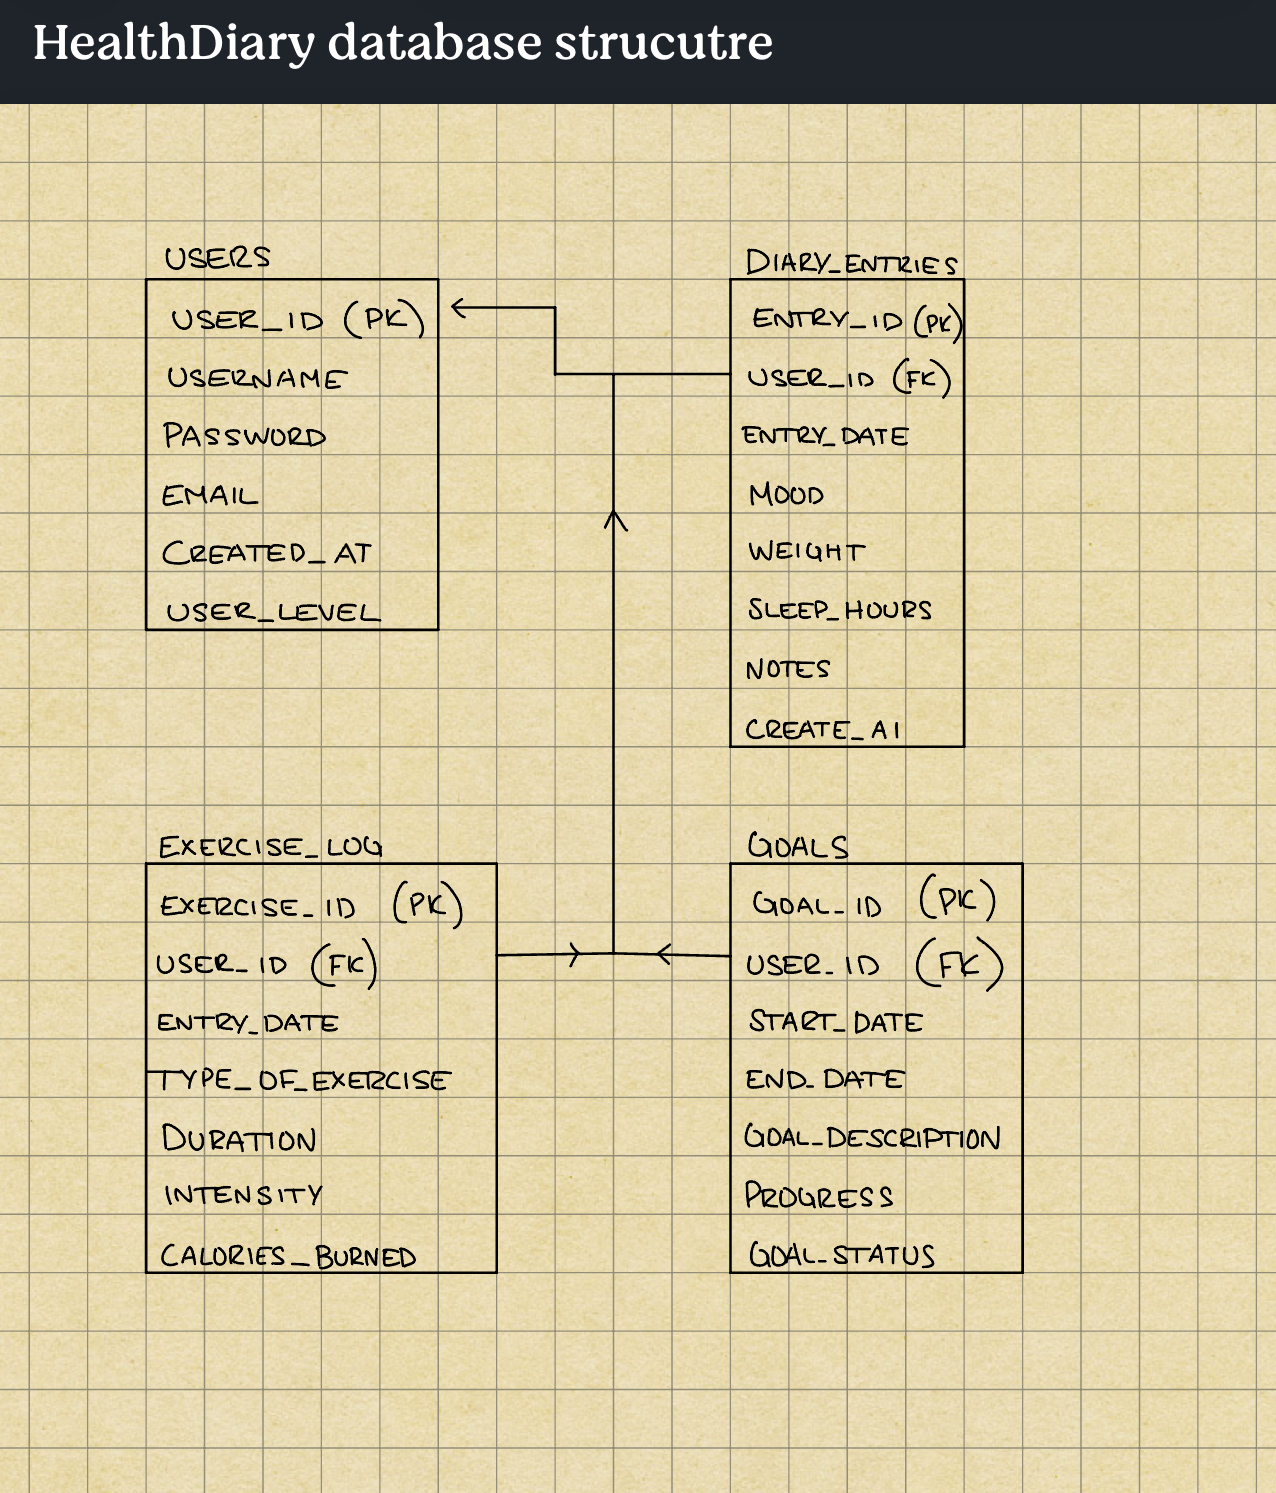 HealthDiary database strucutre
USERS
USER_ID (PK)
USERNAME
PASSWORD
EMAIL
CREATED_AT
USER_LEVEL
DIARY_ENTRIES
ENTRY_ID (PK)
USER_ID (FK)
ENTRY_DATE
MOOD
WEIGHT
SLEEP_HOURS
NOTES
CREATE_AI
EXERCISE_LOG
EXERCISE_ID (PK)
USER_ID (FK)
ENTRY_DATE
TYPE_OF_EXERCISE
DURATION
INTENSITY
CALORIES_BURNED
GOALS
GOAL_ID (PK)
USER_ID (FK)
START_DATE
END_DATE
GOAL_DESCRIPTION
PROGRESS
GOAL_STATUS